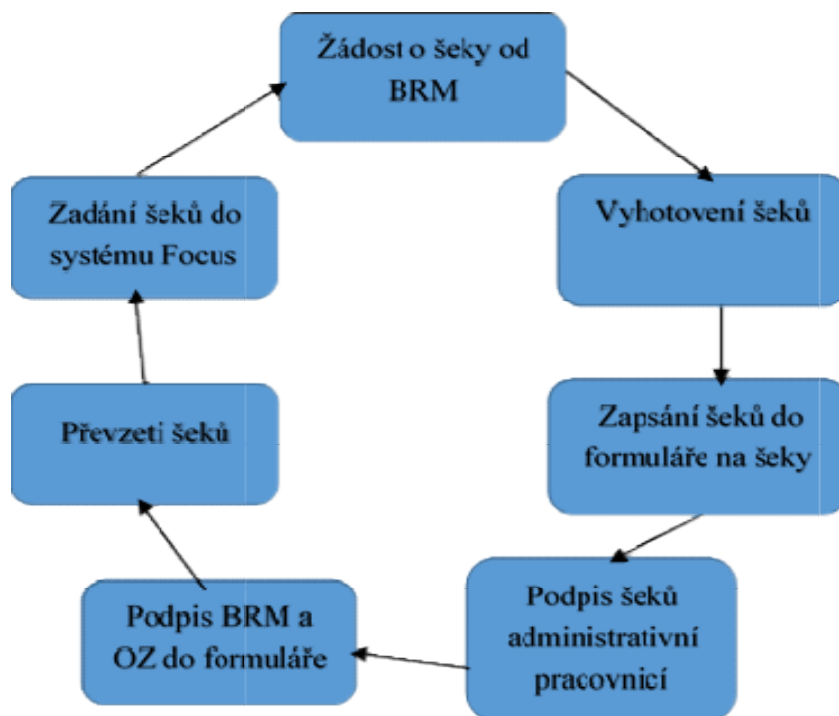 Žádost o šeky od
BRM
Vyhotovení šeků
Zapsání šeků do
formuláře na šeky
Podpis šeků
administrativní
pracovnicí
Podpis BRM a
OZ do formuláře
Převzetí šeků
Zadání šeků do
systému Focus